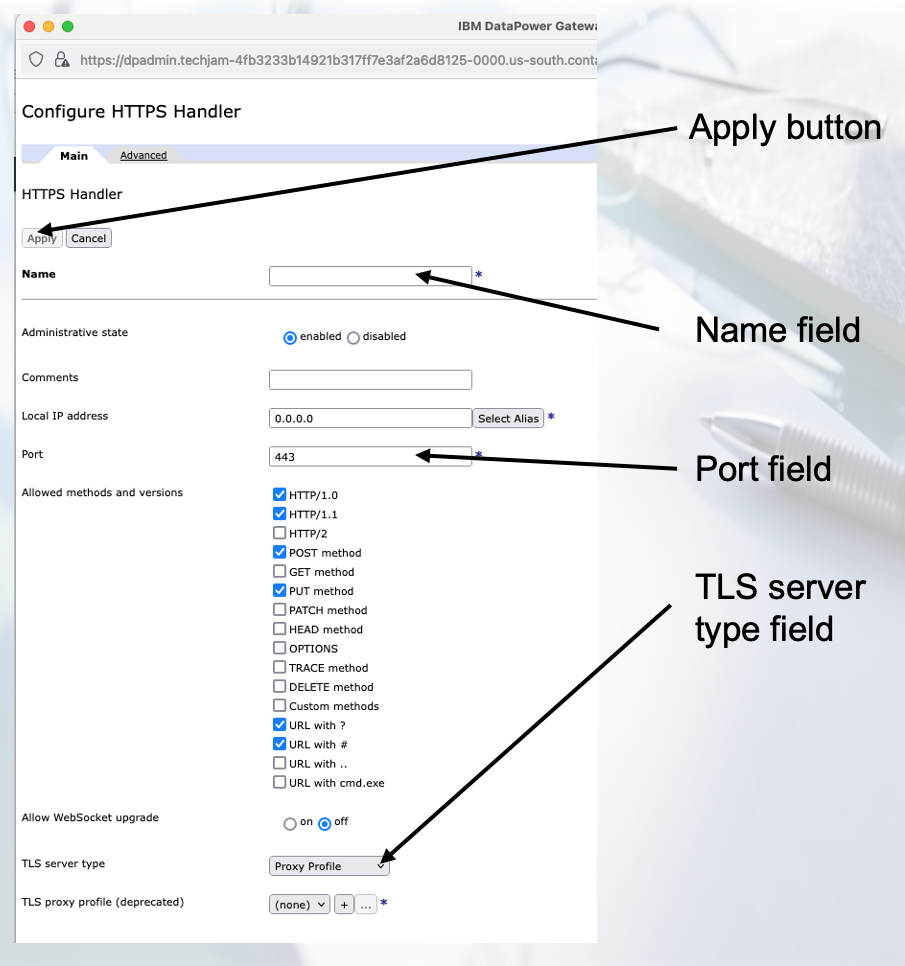 IBM DataPower Gatewa
https://dpadmin.techjam-4fb3233b14921b317ff7e3af2a6d8125-0000.us-south.conta
Configure HTTPS Handler
Main Advanced
HTTPS Handler
Apply Cancel
Name *
Administrative state enabled disabled
Comments
Local IP address 0.0.0.0 Select Alias *
Port 443 *
Allowed methods and versions HTTP/1.0
HTTP/1.1
HTTP/2
POST method
GET method
PUT method
PATCH method
HEAD method
OPTIONS
TRACE method
DELETE method
Custom methods
URL with ?
URL with #
URL with ..
URL with cmd.exe
Allow WebSocket upgrade on off
TLS server type Proxy Profile
TLS proxy profile (deprecated) (none) + ... *
Apply button
Name field
Port field
TLS server
type field